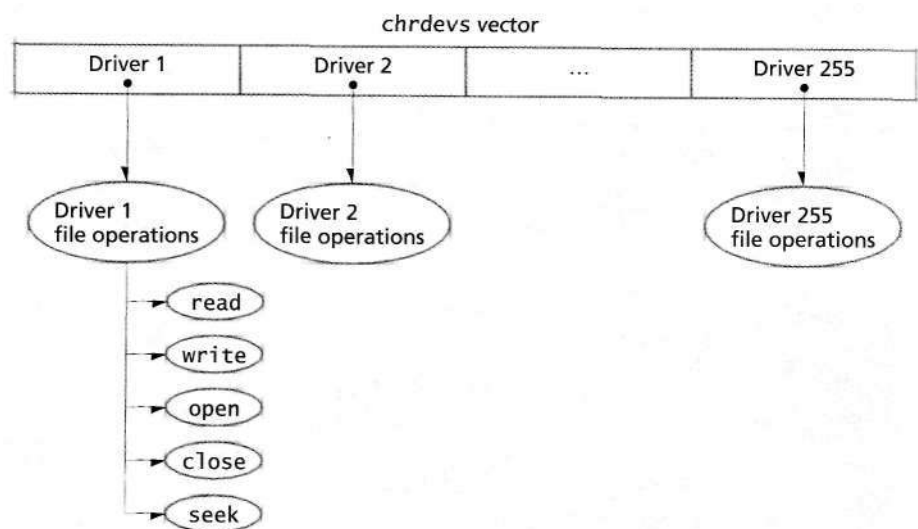 chrdevs vector
Driver 1
Driver 2
...
Driver 255
Driver 1
file operations
Driver 2
file operations
Driver 255
file operations
read
write
open
close
seek